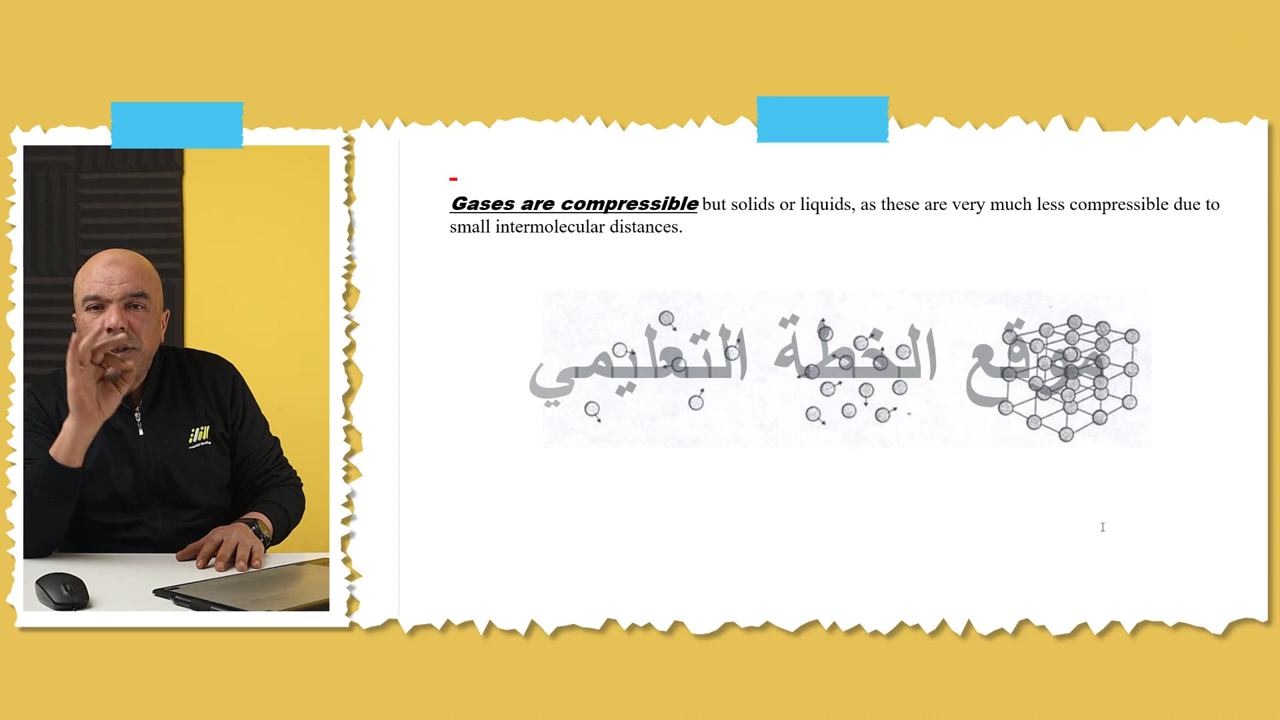 Gases are compressible but solids or liquids, as these are very much less compressible due to
small intermolecular distances.
موقع الخطة التعليمي